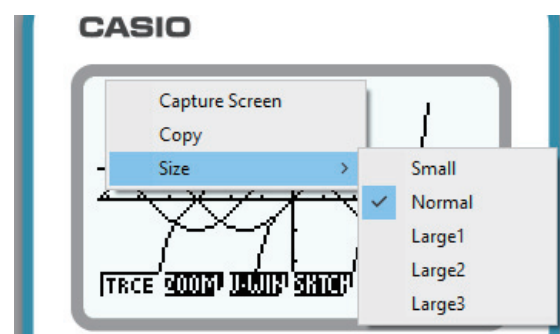 CASIO
Capture Screen
Copy
Size >
Small
✓ Normal
Large1
Large2
Large3
TRCE ZOOM V-WIN SKTCH